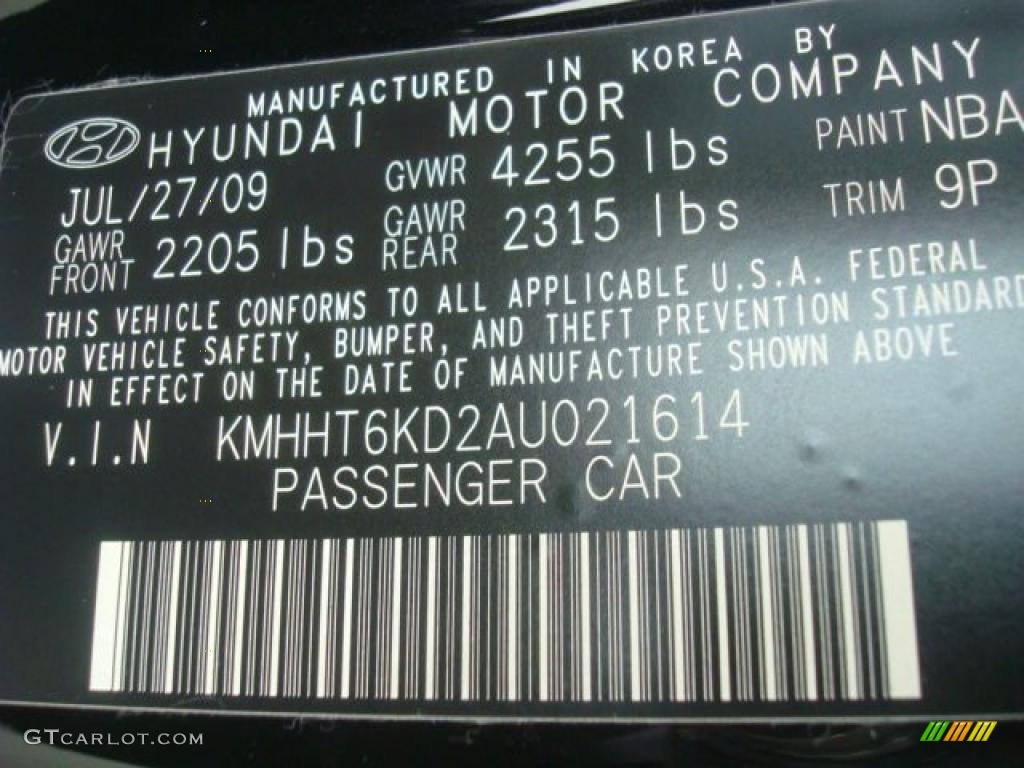 MANUFACTURED IN KOREA BY
HYUNDAI MOTOR COMPANY
JUL/27/09 GVWR 4255 lbs PAINT NBA
GAWR FRONT 2205 lbs GAWR REAR 2315 lbs TRIM 9P
THIS VEHICLE CONFORMS TO ALL APPLICABLE U.S.A. FEDERAL
MOTOR VEHICLE SAFETY, BUMPER, AND THEFT PREVENTION STANDARD
IN EFFECT ON THE DATE OF MANUFACTURE SHOWN ABOVE
V.I.N KMHHT6KD2AU021614
PASSENGER CAR
GTCARLOT.COM